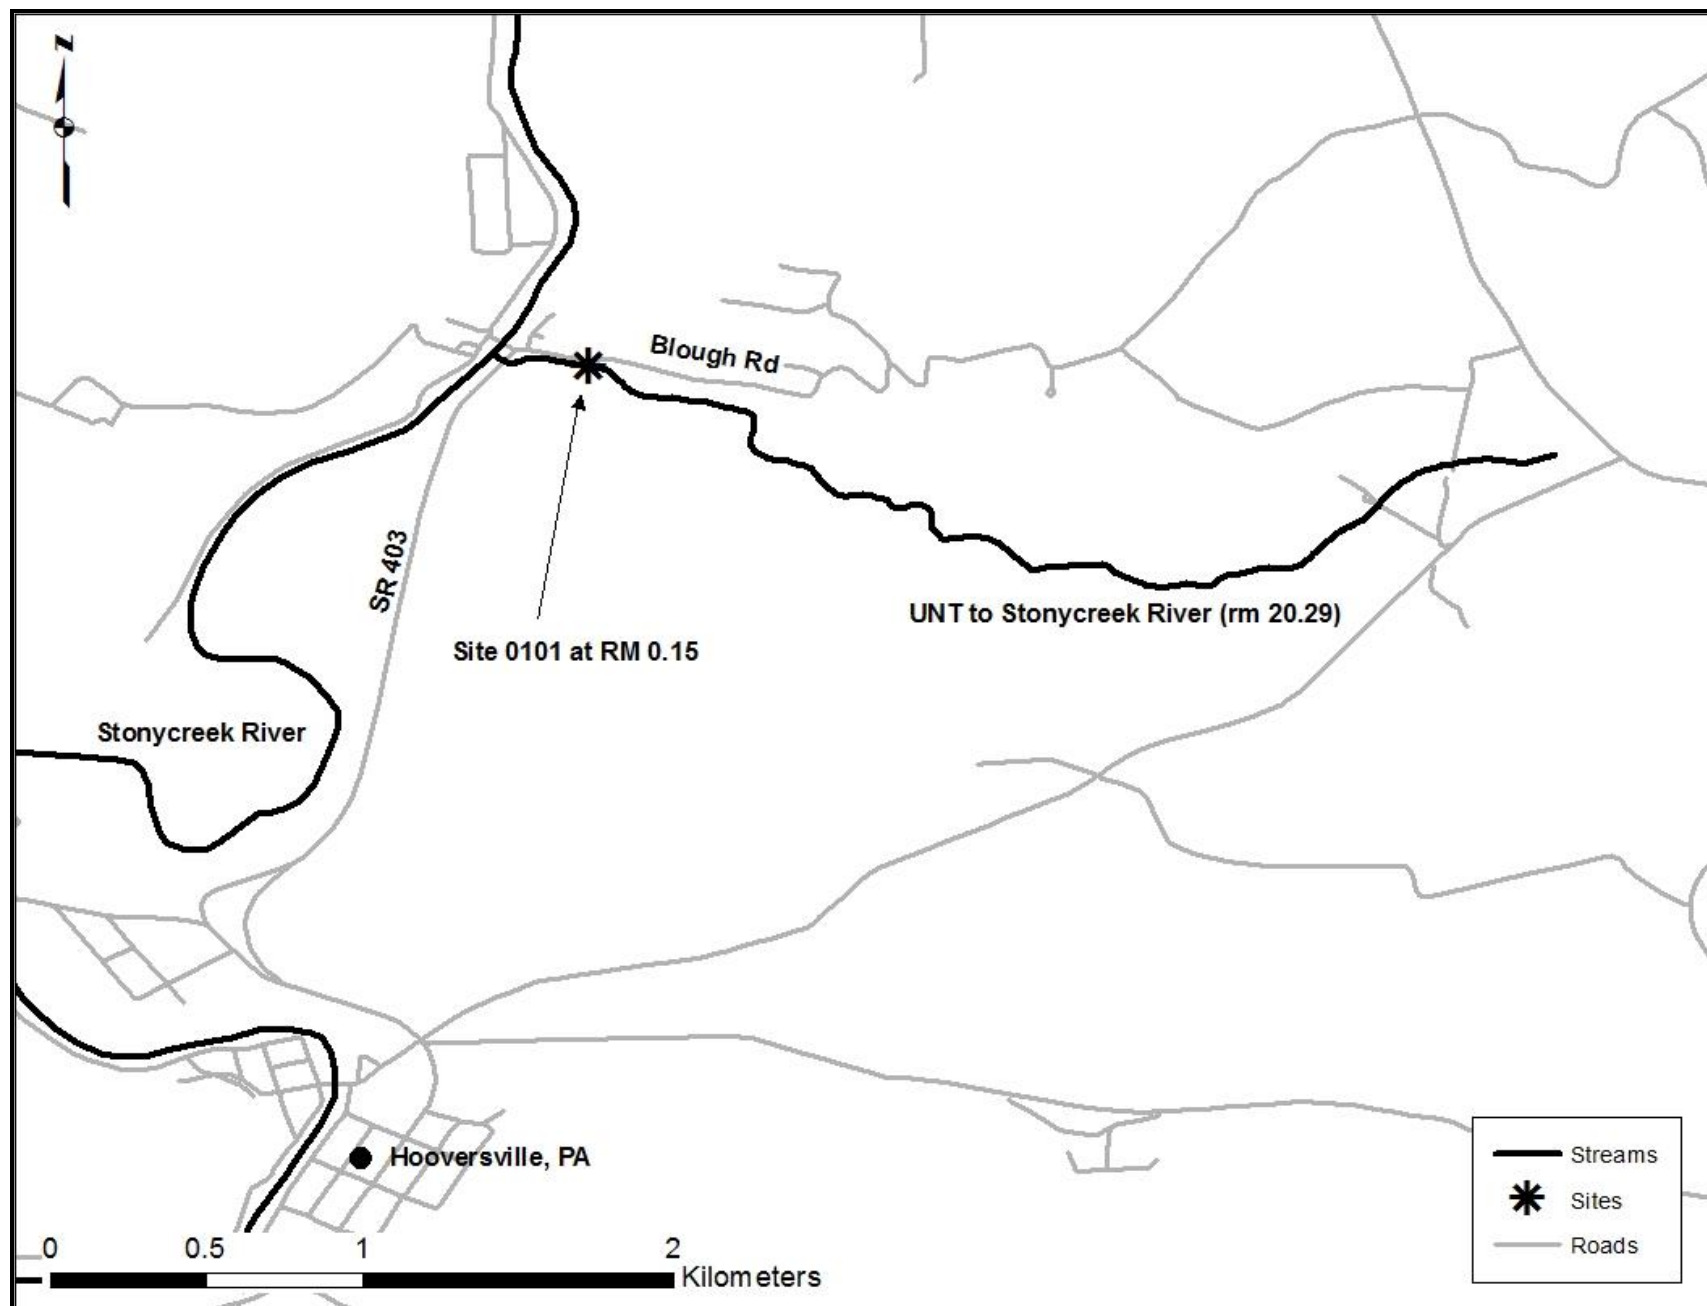 N
Blough Rd
SR 403
UNT to Stonycreek River (rm 20.29)
Site 0101 at RM 0.15
Stonycreek River
Hooversville, PA
Streams
Sites
Roads
0 0.5 1 2
Kilometers